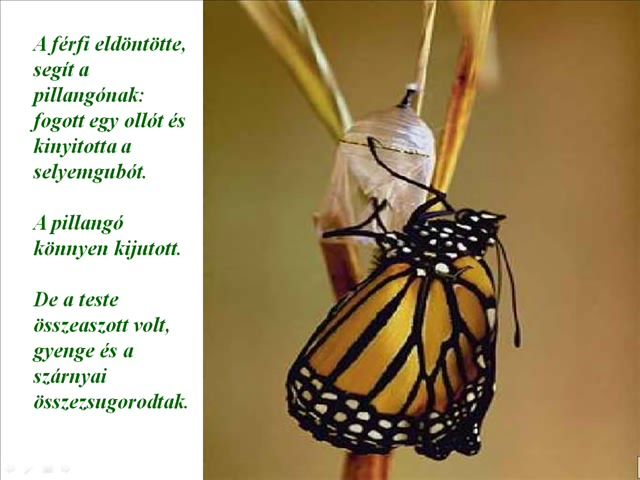 A férfi eldöntötte,
segít a
pillangónak:
fogott egy ollót és
kinyitotta a
selyemgubót.
A pillangó
könnyen kijutott.
De a teste
összeaszott volt,
gyenge és a
szárnyai
összezsugorodtak.